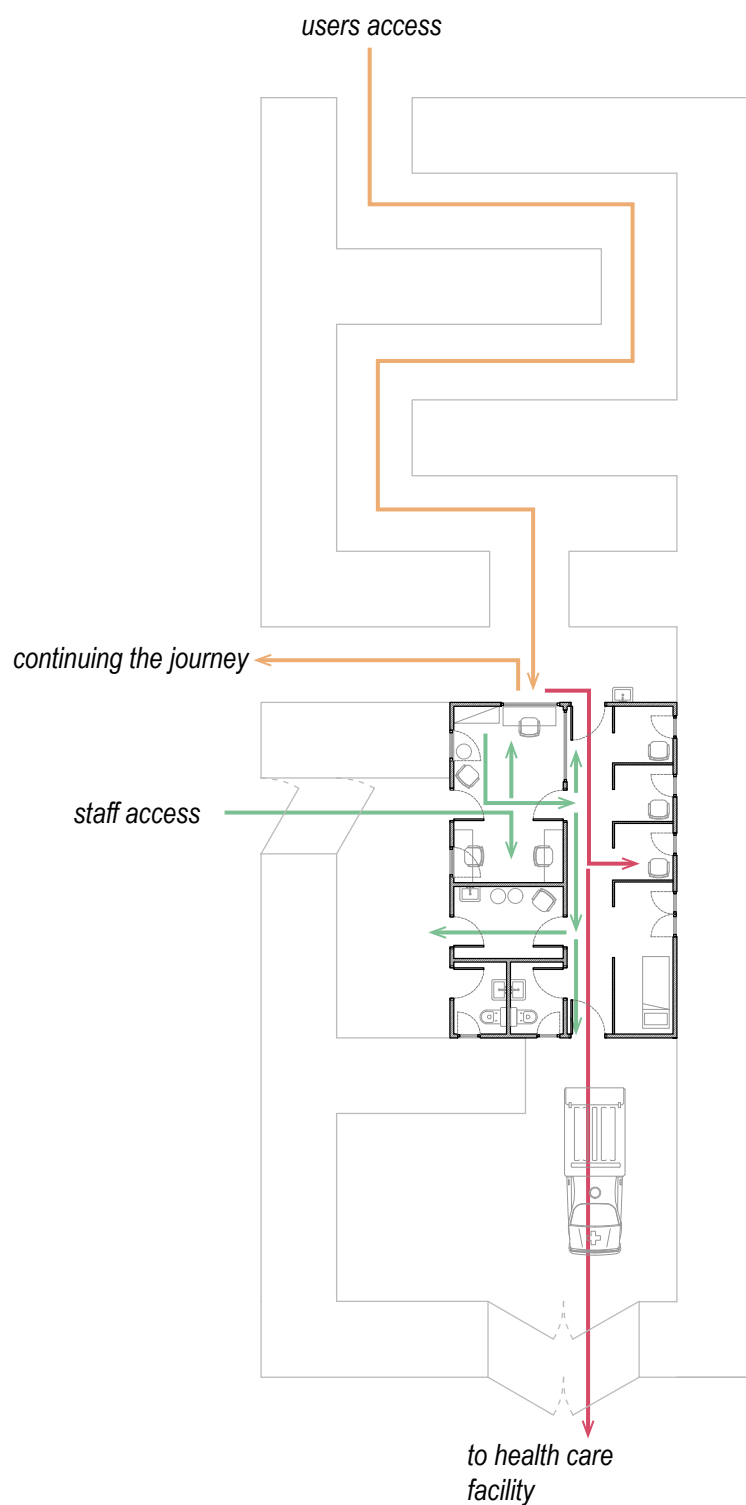 users access
continuing the journey
staff access
to health care
facility